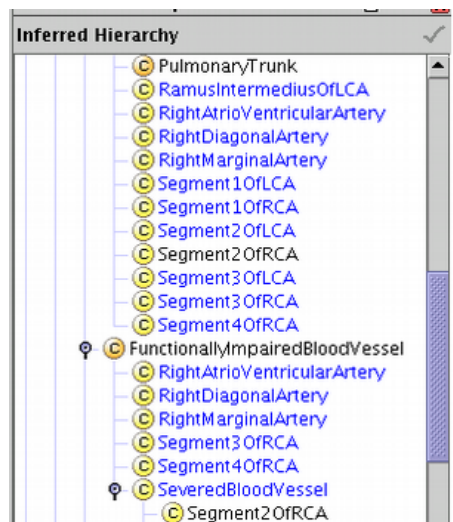 Inferred Hierarchy
C PulmonaryTrunk
C RamusIntermediusOfLCA
C RightAtrioVentricularArtery
C RightDiagonalArtery
C RightMarginalArtery
C Segment1OfLCA
C Segment1OfRCA
C Segment2OfLCA
C Segment2OfRCA
C Segment3OfLCA
C Segment3OfRCA
C Segment4OfRCA
C FunctionallyImpairedBloodVessel
C RightAtrioVentricularArtery
C RightDiagonalArtery
C RightMarginalArtery
C Segment3OfRCA
C Segment4OfRCA
C SeveredBloodVessel
C Segment2OfRCA